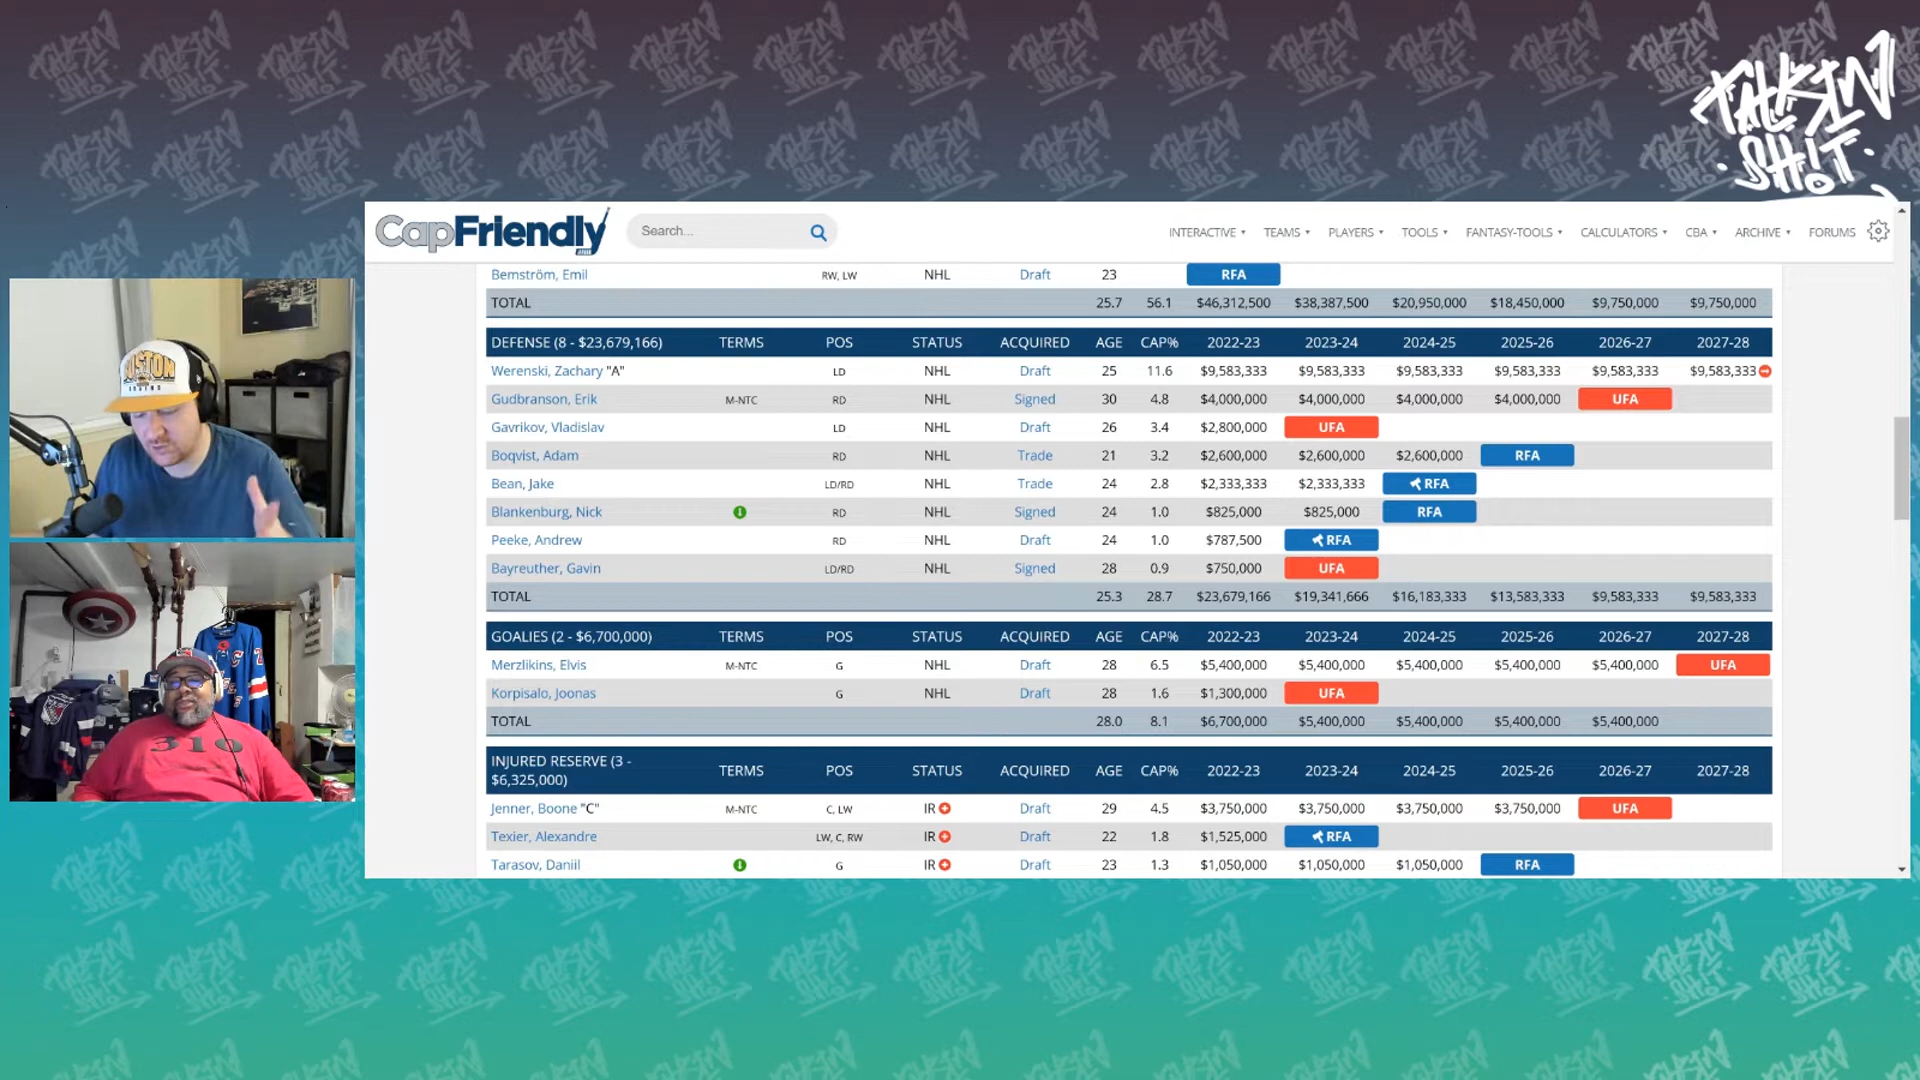 TALKIN
SH!T
CapFriendly
Search...
INTERACTIVE TEAMS PLAYERS TOOLS FANTASY-TOOLS CALCULATORS CBA ARCHIVE FORUMS
Bemström, Emil RW, LW NHL Draft 23 RFA
TOTAL 25.7 56.1 $46,312,500 $38,387,500 $20,950,000 $18,450,000 $9,750,000 $9,750,000
DEFENSE (8 - $23,679,166) TERMS POS STATUS ACQUIRED AGE CAP% 2022-23 2023-24 2024-25 2025-26 2026-27 2027-28
Werenski, Zachary "A" LD NHL Draft 25 11.6 $9,583,333 $9,583,333 $9,583,333 $9,583,333 $9,583,333 $9,583,333
Gudbranson, Erik M-NTC RD NHL Signed 30 4.8 $4,000,000 $4,000,000 $4,000,000 $4,000,000 UFA
Gavrikov, Vladislav LD NHL Draft 26 3.4 $2,800,000 UFA
Boqvist, Adam RD NHL Trade 21 3.2 $2,600,000 $2,600,000 $2,600,000 RFA
Bean, Jake LD/RD NHL Trade 24 2.8 $2,333,333 $2,333,333 RFA
Blankenburg, Nick RD NHL Signed 24 1.0 $825,000 $825,000 RFA
Peeke, Andrew RD NHL Draft 24 1.0 $787,500 RFA
Bayreuther, Gavin LD/RD NHL Signed 28 0.9 $750,000 UFA
TOTAL 25.3 28.7 $23,679,166 $19,341,666 $16,183,333 $13,583,333 $9,583,333 $9,583,333
GOALIES (2 - $6,700,000) TERMS POS STATUS ACQUIRED AGE CAP% 2022-23 2023-24 2024-25 2025-26 2026-27 2027-28
Merzlikins, Elvis M-NTC G NHL Draft 28 6.5 $5,400,000 $5,400,000 $5,400,000 $5,400,000 $5,400,000 UFA
Korpisalo, Joonas G NHL Draft 28 1.6 $1,300,000 UFA
TOTAL 28.0 8.1 $6,700,000 $5,400,000 $5,400,000 $5,400,000 $5,400,000
INJURED RESERVE (3 -
$6,325,000) TERMS POS STATUS ACQUIRED AGE CAP% 2022-23 2023-24 2024-25 2025-26 2026-27 2027-28
Jenner, Boone "C" M-NTC C, LW IR Draft 29 4.5 $3,750,000 $3,750,000 $3,750,000 $3,750,000 UFA
Texier, Alexandre LW, C, RW IR Draft 22 1.8 $1,525,000 RFA
Tarasov, Daniil G IR Draft 23 1.3 $1,050,000 $1,050,000 $1,050,000 RFA
310